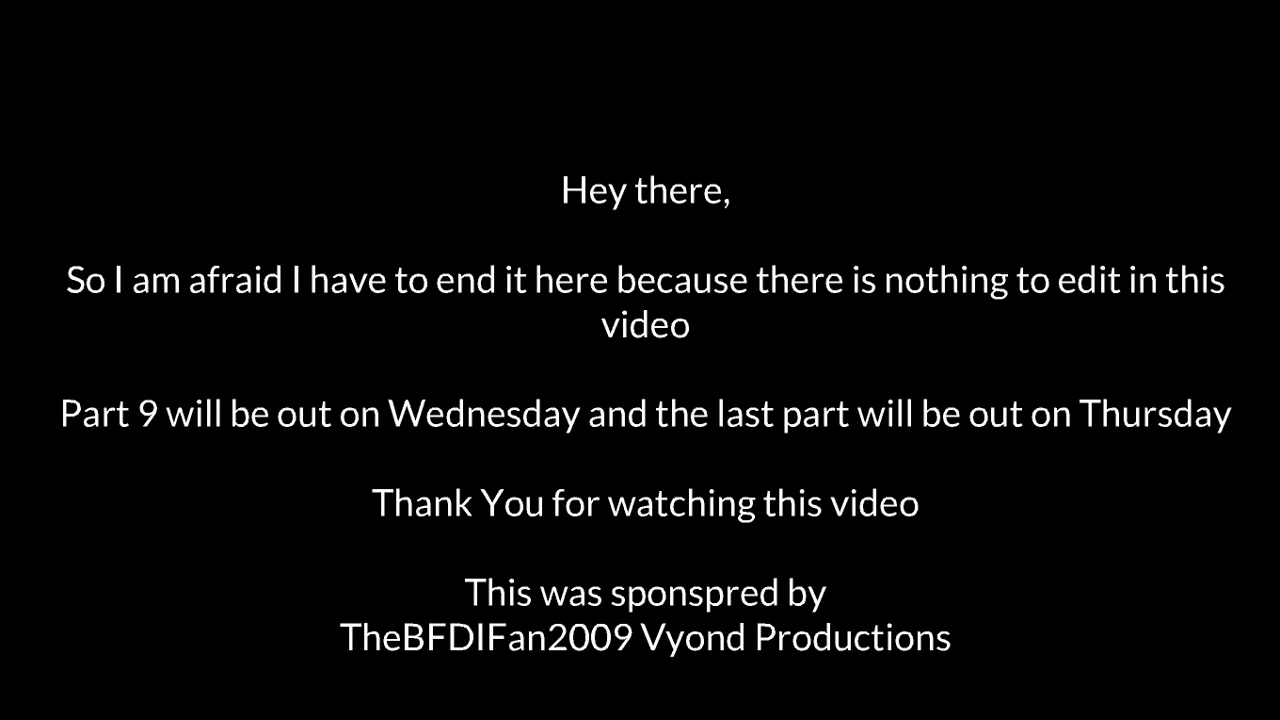 Hey there,
So I am afraid I have to end it here because there is nothing to edit in this
video
Part 9 will be out on Wednesday and the last part will be out on Thursday
Thank You for watching this video
This was sponspred by
TheBFDIFan2009 Vyond Productions